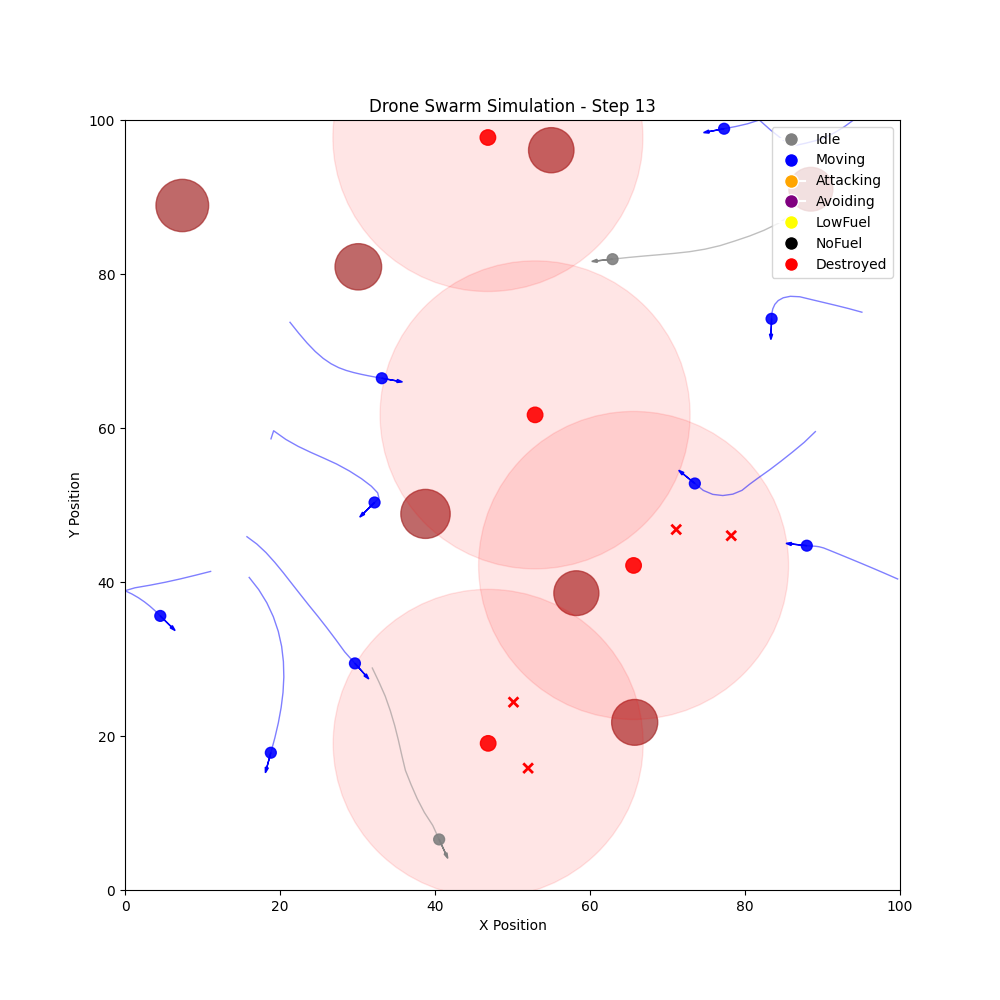 Drone Swarm Simulation - Step 13
100
80
60
40
20
0
Y Position
Idle
Moving
Attacking
Avoiding
LowFuel
NoFuel
Destroyed
0 20 40 60 80 100
X Position